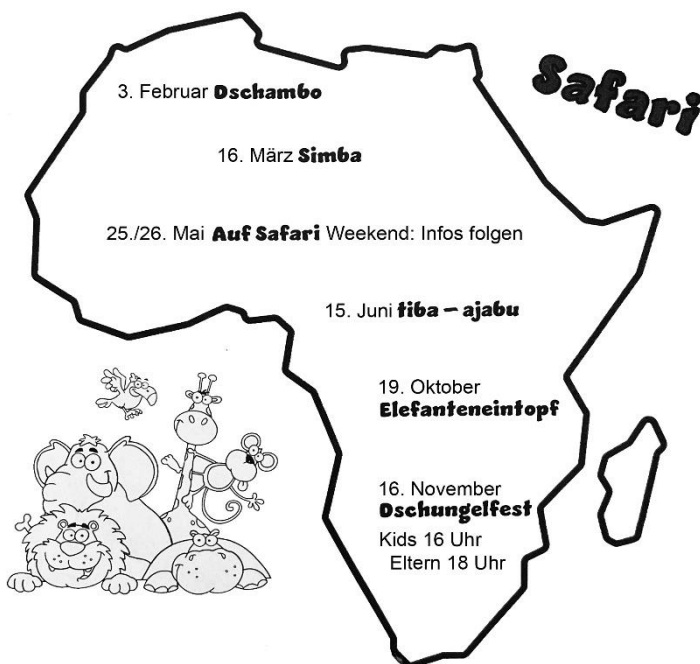 Safari
3. Februar Dschambo
16. März Simba
25./26. Mai Auf Safari Weekend: Infos folgen
15. Juni tiba – ajabu
19. Oktober
Elefanteneintopf
16. November
Dschungelfest
Kids 16 Uhr
Eltern 18 Uhr